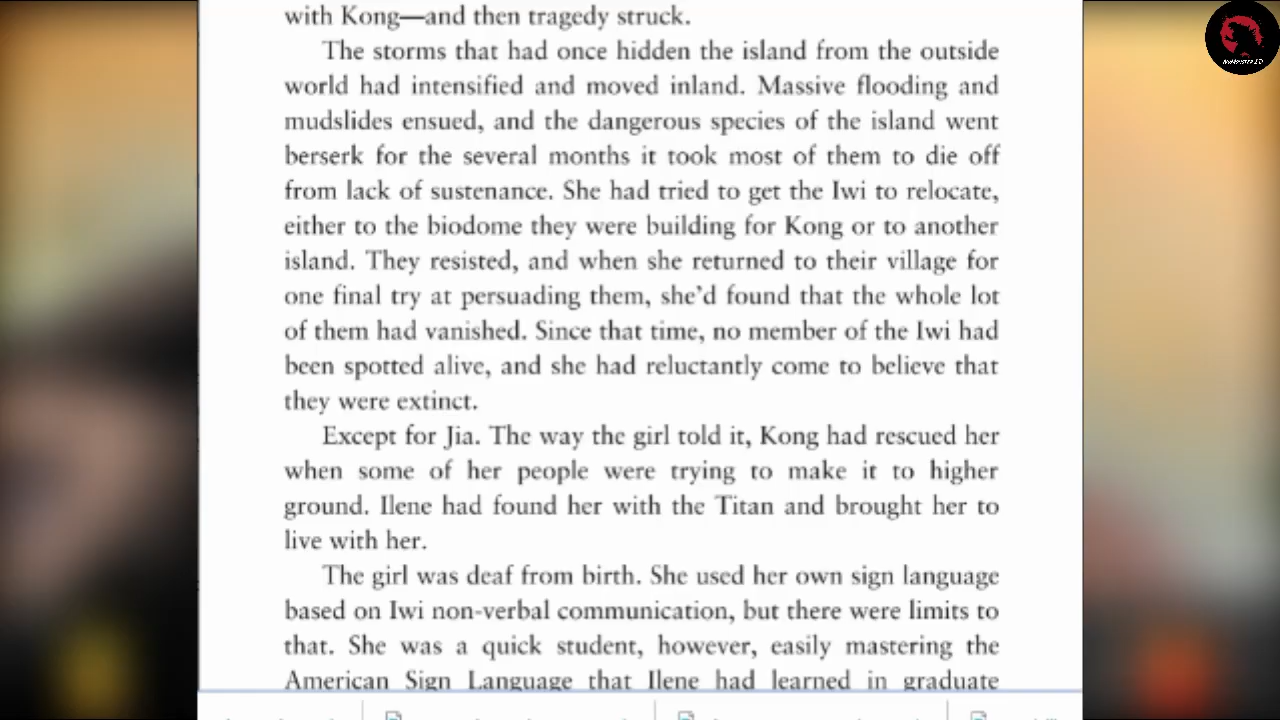 with Kong—and then tragedy struck.
The storms that had once hidden the island from the outside
world had intensified and moved inland. Massive flooding and
mudslides ensued, and the dangerous species of the island went
berserk for the several months it took most of them to die off
from lack of sustenance. She had tried to get the Iwi to relocate,
either to the biodome they were building for Kong or to another
island. They resisted, and when she returned to their village for
one final try at persuading them, she’d found that the whole lot
of them had vanished. Since that time, no member of the Iwi had
been spotted alive, and she had reluctantly come to believe that
they were extinct.
Except for Jia. The way the girl told it, Kong had rescued her
when some of her people were trying to make it to higher
ground. Ilene had found her with the Titan and brought her to
live with her.
The girl was deaf from birth. She used her own sign language
based on Iwi non-verbal communication, but there were limits to
that. She was a quick student, however, easily mastering the
American Sign Language that Ilene had learned in graduate